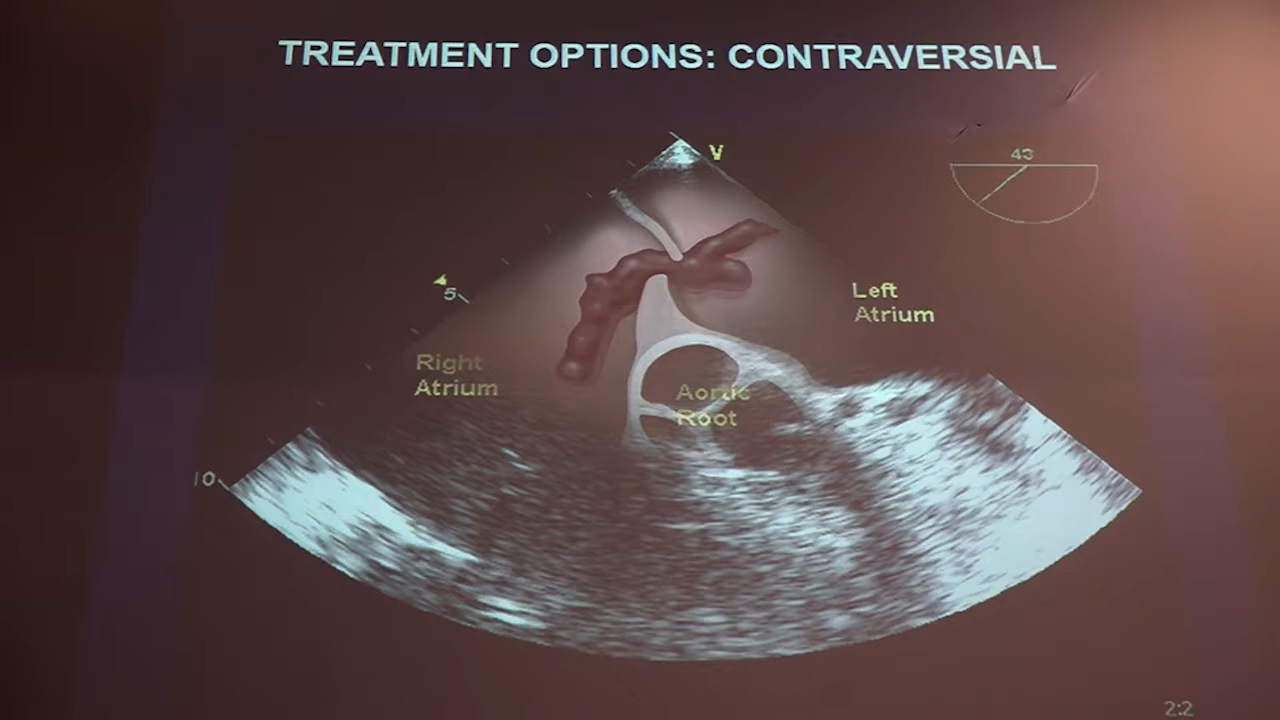 TREATMENT OPTIONS: CONTRAVERSIAL
V
43
5
Left
Atrium
Right
Atrium
Aortic
Root
10
2:2